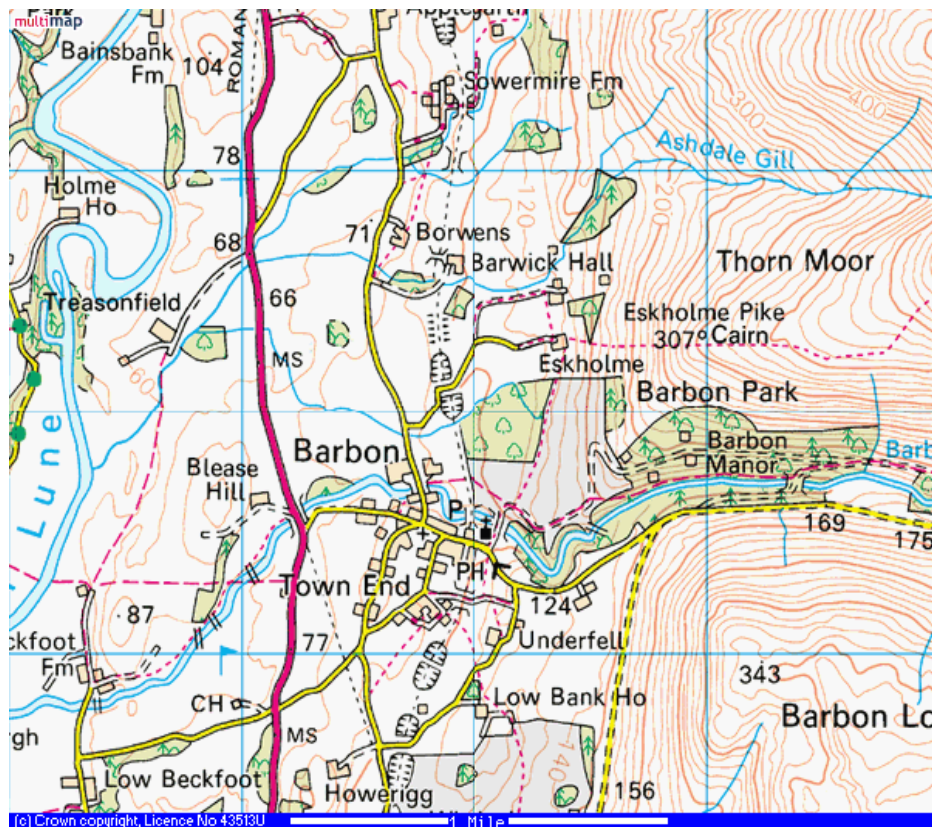 multimap
Park
Applegarth
Bainsbank
Fm
104
ROMAN
Sowermire Fm
300
400
78
Ashdale Gill
Holme
Ho
120
200
68
71
Borwens
Barwick Hall
Thorn Moor
Treasonfield
66
Eskholme Pike
307 Cairn
MS
Eskholme
60
Barbon Park
Lune
Barbon
Barbon
Manor
Barb
Blease
Hill
P
169
175
Town End
PH
124
87
77
Underfell
ckfoot
Fm
343
Low Bank Ho
CH
Barbon Lo
gh
MS
140
Low Beckfoot
Howerigg
156
(c) Crown copyright, Licence No 43513U
1 Mile